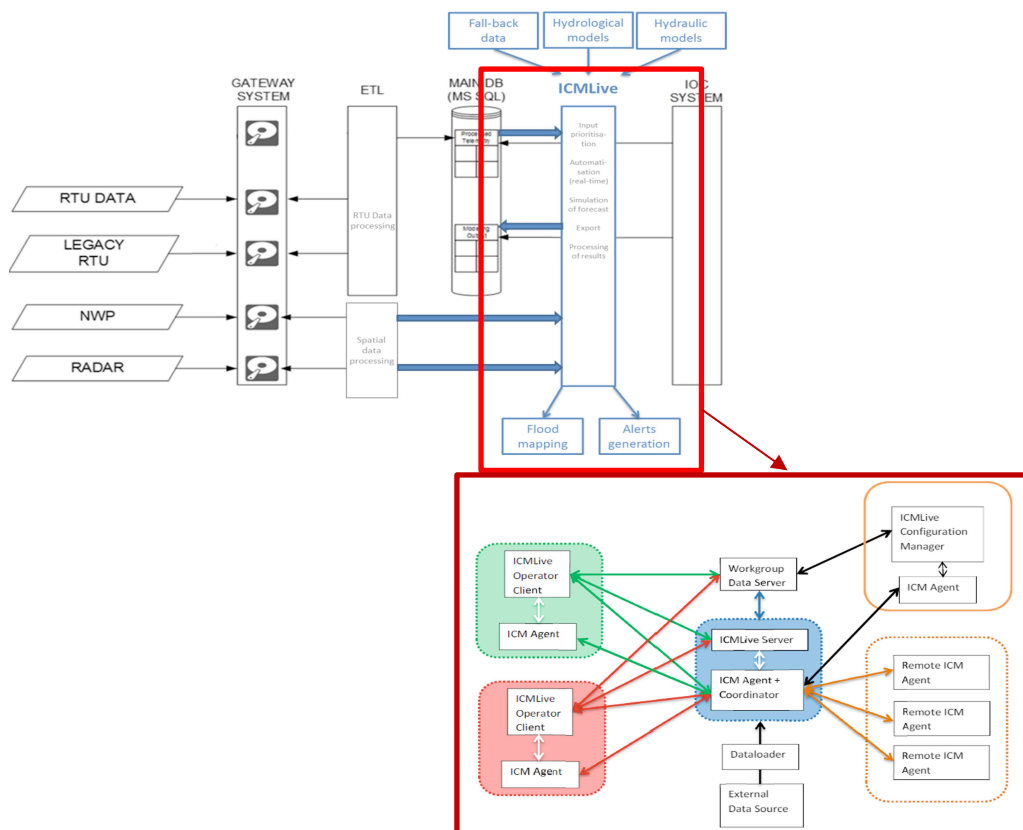 Fall-back
data
Hydrological
models
Hydraulic
models
GATEWAY
SYSTEM
ETL
MAIN DB
(MS SQL)
ICMLive
IOC
SYSTEM
Processed
Telemetry
Input
prioritisa-
tion
Automati-
sation
(real-time)
Simulation
of forecast
Export
Processing
of results
RTU DATA
RTU Data
processing
LEGACY
RTU
Modeling
Output
NWP
Spatial
data
processing
RADAR
Flood
mapping
Alerts
generation
ICMLive
Operator
Client
ICM Agent
Workgroup
Data Server
ICMLive
Configuration
Manager
ICM Agent
ICMLive Server
ICM Agent +
Coordinator
ICMLive
Operator
Client
ICM Agent
Remote ICM
Agent
Remote ICM
Agent
Remote ICM
Agent
Dataloader
External
Data Source